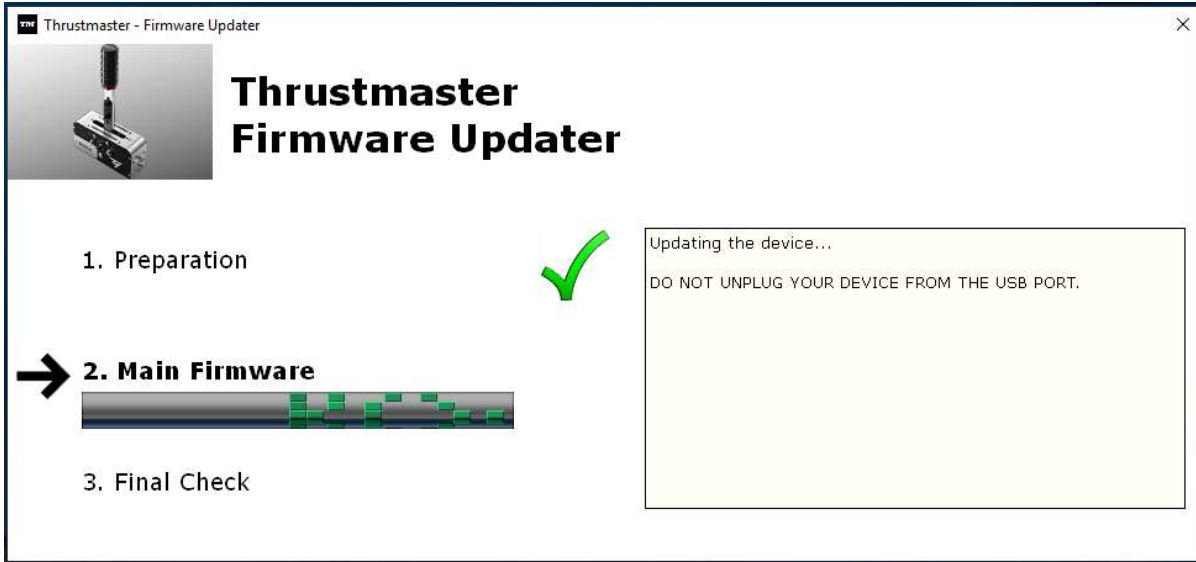 TM Thrustmaster - Firmware Updater
Thrustmaster
Firmware Updater
1. Preparation
Updating the device...
DO NOT UNPLUG YOUR DEVICE FROM THE USB PORT.
2. Main Firmware
3. Final Check